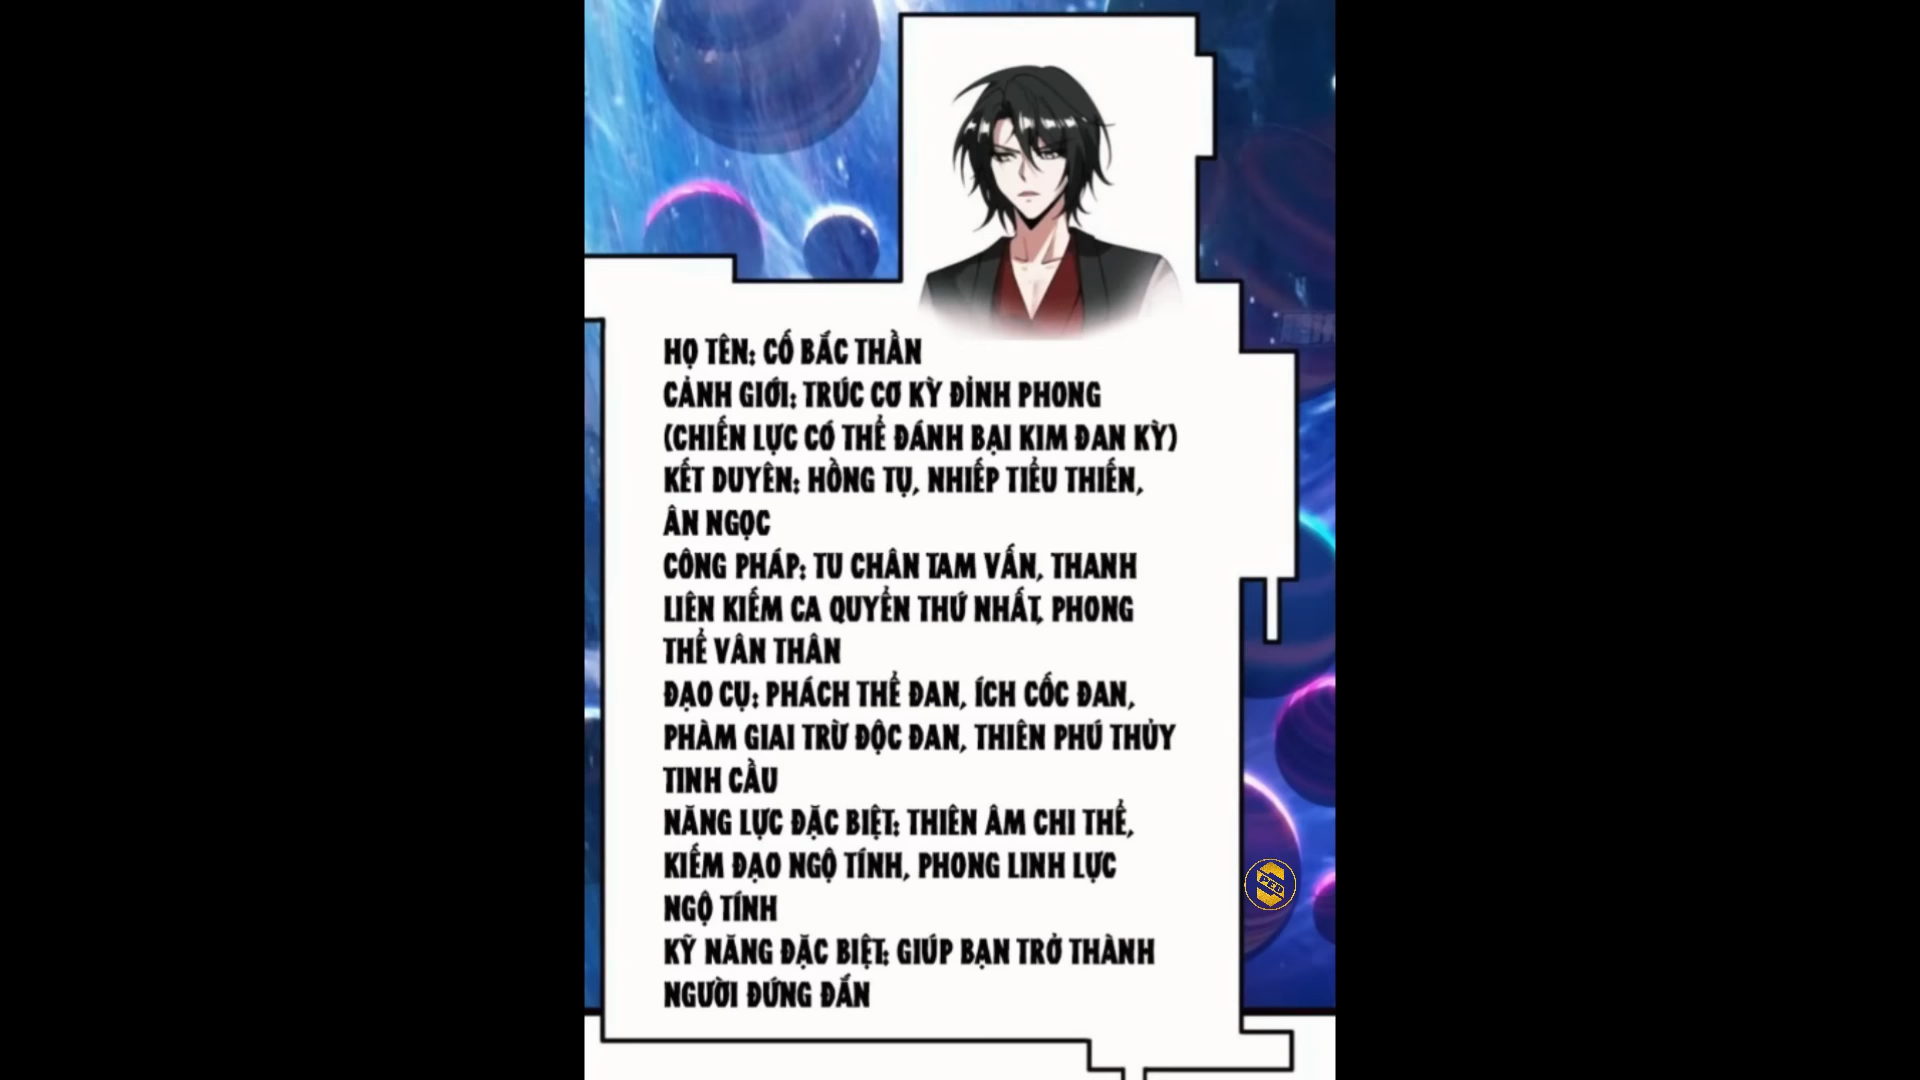 HỌ TÊN: CỐ BẮC THẦN
CẢNH GIỚI: TRÚC CƠ KỲ ĐỈNH PHONG
(CHIẾN LỰC CÓ THỂ ĐÁNH BẠI KIM ĐAN KỲ)
KẾT DUYÊN: HỒNG TỤ, NHIẾP TIỂU THIẾN,
ÂN NGỌC
CÔNG PHÁP: TU CHÂN TAM VẤN, THANH
LIÊN KIẾM CA QUYỂN THỨ NHẤT, PHONG
THỂ VÂN THÂN
ĐẠO CỤ: PHÁCH THỂ ĐAN, ÍCH CỐC ĐAN,
PHÀM GIAI TRỪ ĐỘC ĐAN, THIÊN PHÚ THỦY
TINH CẦU
NĂNG LỰC ĐẶC BIỆT: THIÊN ÂM CHI THỂ,
KIẾM ĐẠO NGỘ TÍNH, PHONG LINH LỰC
NGỘ TÍNH
KỸ NĂNG ĐẶC BIỆT: GIÚP BẠN TRỞ THÀNH
NGƯỜI ĐỨNG ĐẮN
PED